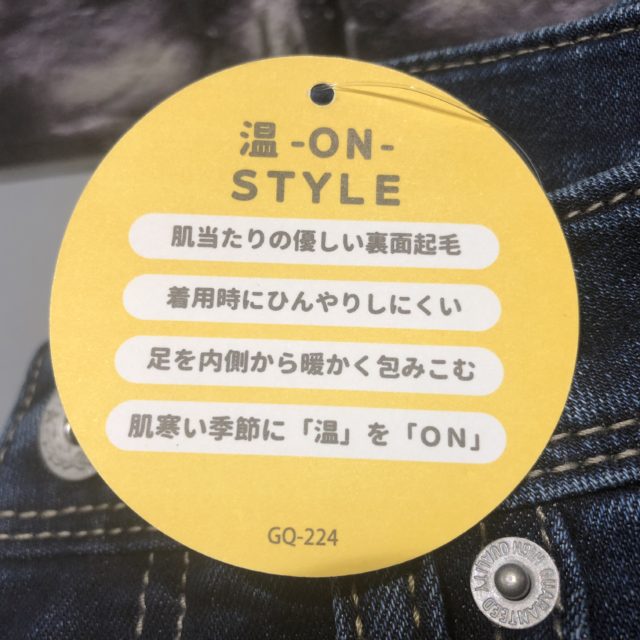 温 -ON-
STYLE
肌当たりの優しい裏面起毛
着用時にひんやりしにくい
足を内側から暖かく包みこむ
肌寒い季節に「温」を「ON」
GQ-224
GUARANTEED